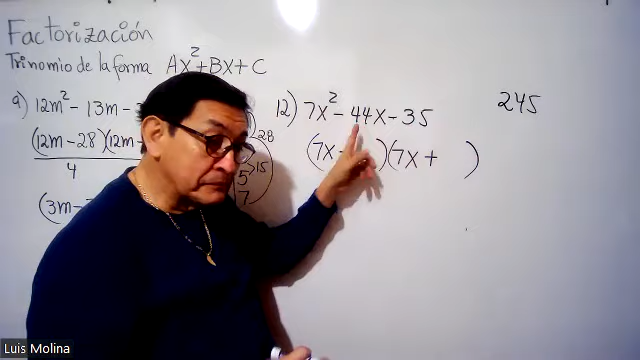 Factorización
Trinomio de la forma Ax²+Bx+C
a) 12m² - 13m -
(12m - 28)(12m -
4
(3m -
28
15
5
7
12) 7x² - 44x - 35
(7x - )(7x + )
245
Luis Molina